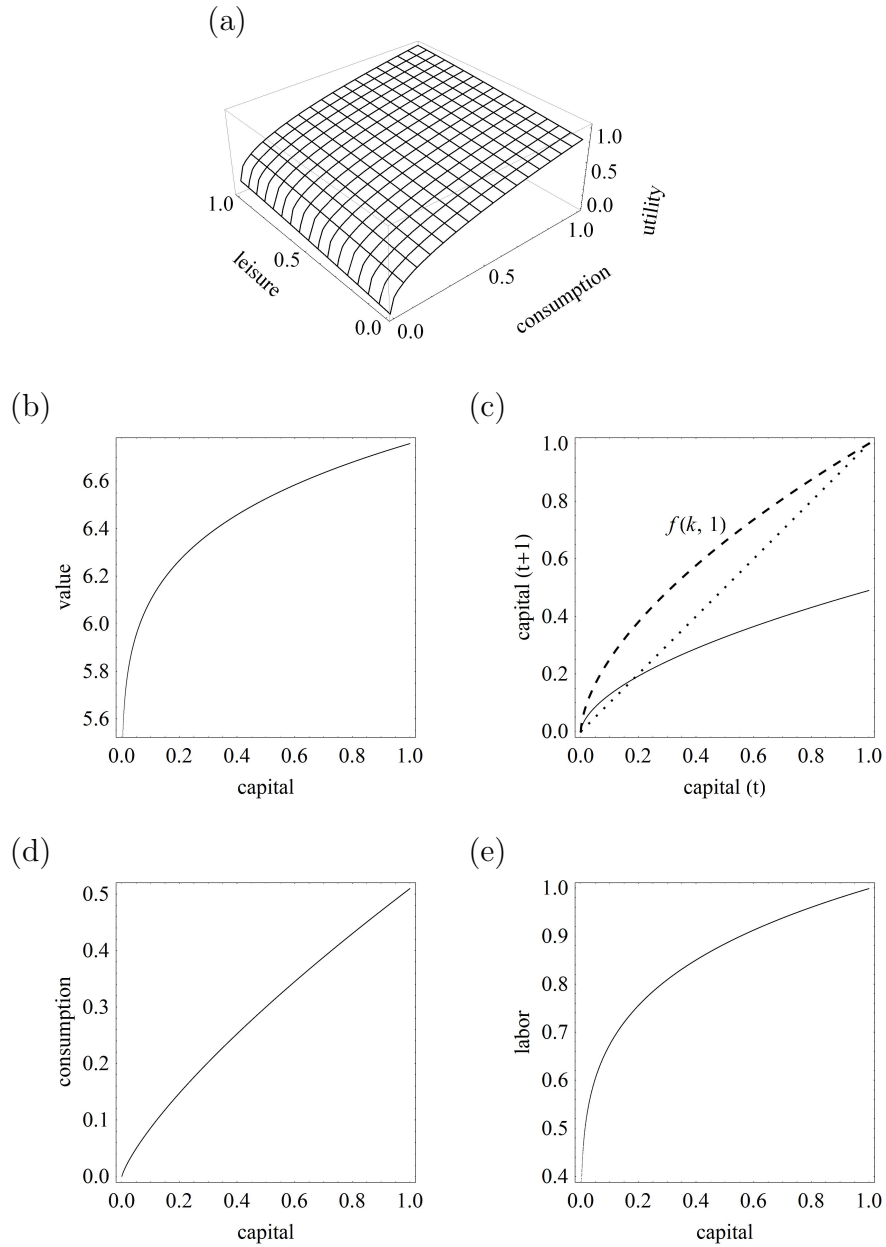 (a)
1.0
0.5
0.0
utility
1.0
0.5
consumption
0.0
1.0
0.5
leisure
0.0
(b)
6.6
6.4
6.2
6.0
5.8
5.6
value
0.0 0.2 0.4 0.6 0.8 1.0
capital
(c)
1.0
0.8
0.6
0.4
0.2
0.0
capital (t+1)
f(k, 1)
0.0 0.2 0.4 0.6 0.8 1.0
capital (t)
(d)
0.5
0.4
0.3
0.2
0.1
0.0
consumption
0.0 0.2 0.4 0.6 0.8 1.0
capital
(e)
1.0
0.9
0.8
0.7
0.6
0.5
0.4
labor
0.0 0.2 0.4 0.6 0.8 1.0
capital